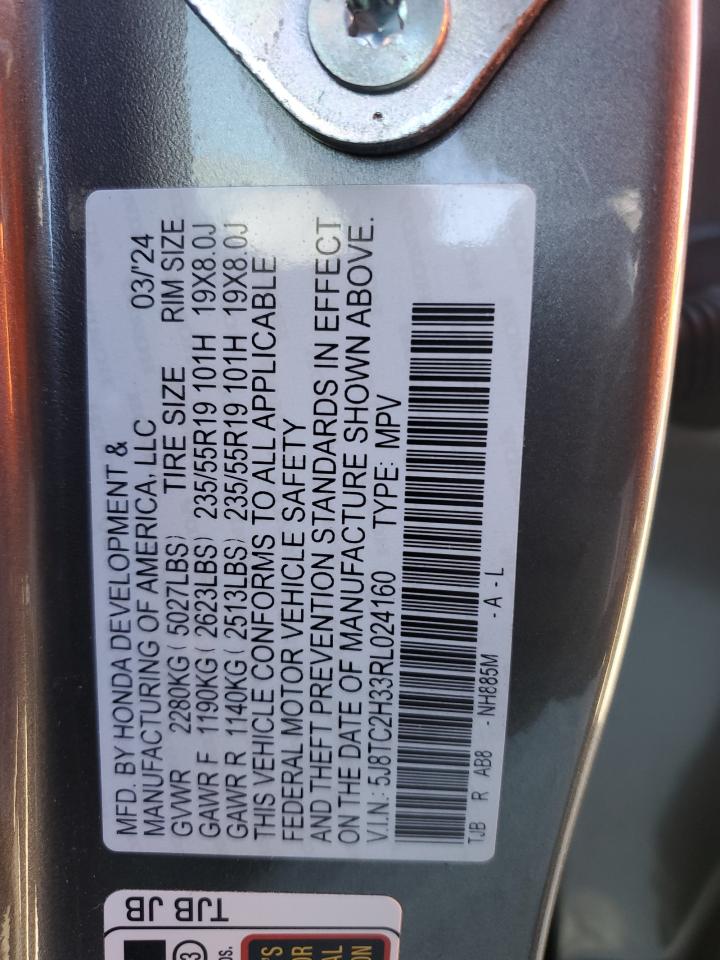 MFD. BY HONDA DEVELOPMENT &
MANUFACTURING OF AMERICA, LLC 03/'24
GVWR 2280KG ( 5027LBS) TIRE SIZE RIM SIZE
GAWR F 1190KG ( 2623LBS) 235/55R19 101H 19X8.0J
GAWR R 1140KG ( 2513LBS) 235/55R19 101H 19X8.0J
THIS VEHICLE CONFORMS TO ALL APPLICABLE
FEDERAL MOTOR VEHICLE SAFETY
AND THEFT PREVENTION STANDARDS IN EFFECT
ON THE DATE OF MANUFACTURE SHOWN ABOVE.
V.I.N: 5J8TC2H33RL024160 TYPE: MPV
TJB R AB8 - NH885M - A - L
TJB JB